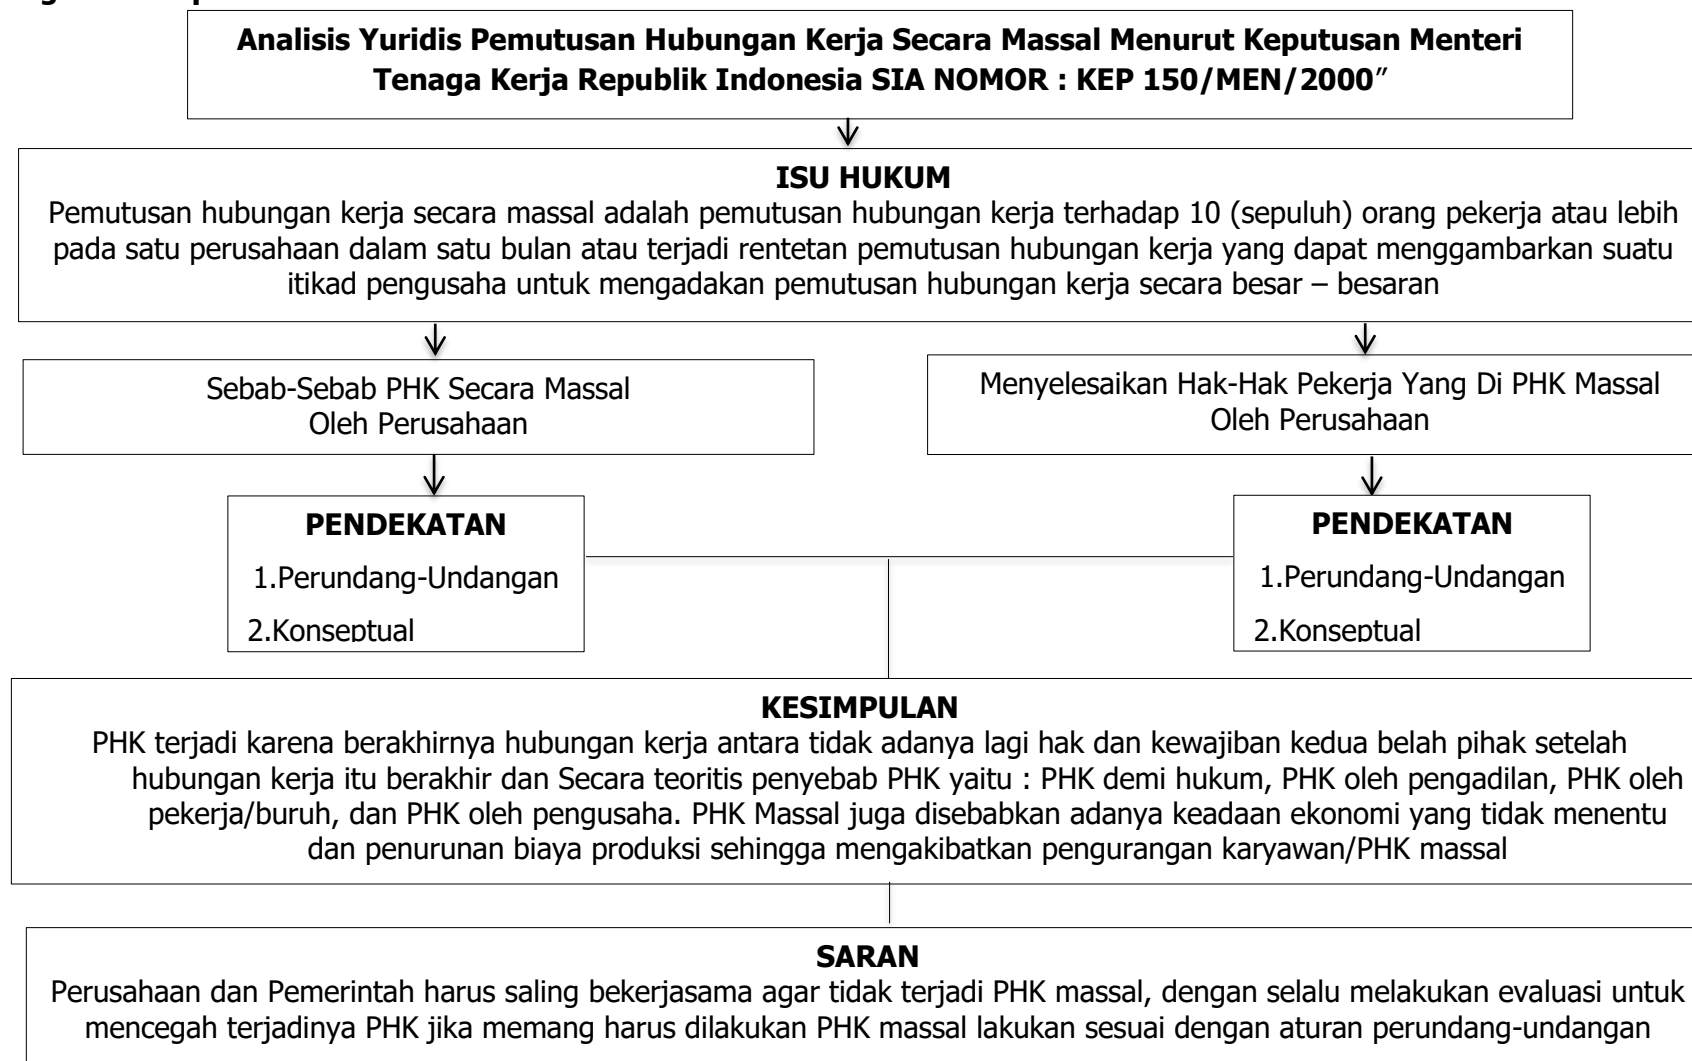 Analisis Yuridis Pemutusan Hubungan Kerja Secara Massal Menurut Keputusan Menteri
Tenaga Kerja Republik Indonesia SIA NOMOR : KEP 150/MEN/2000”
ISU HUKUM
Pemutusan hubungan kerja secara massal adalah pemutusan hubungan kerja terhadap 10 (sepuluh) orang pekerja atau lebih
pada satu perusahaan dalam satu bulan atau terjadi rentetan pemutusan hubungan kerja yang dapat menggambarkan suatu
itikad pengusaha untuk mengadakan pemutusan hubungan kerja secara besar – besaran
Sebab-Sebab PHK Secara Massal
Oleh Perusahaan
Menyelesaikan Hak-Hak Pekerja Yang Di PHK Massal
Oleh Perusahaan
PENDEKATAN
1.Perundang-Undangan
2.Konseptual
PENDEKATAN
1.Perundang-Undangan
2.Konseptual
KESIMPULAN
PHK terjadi karena berakhirnya hubungan kerja antara tidak adanya lagi hak dan kewajiban kedua belah pihak setelah
hubungan kerja itu berakhir dan Secara teoritis penyebab PHK yaitu : PHK demi hukum, PHK oleh pengadilan, PHK oleh
pekerja/buruh, dan PHK oleh pengusaha. PHK Massal juga disebabkan adanya keadaan ekonomi yang tidak menentu
dan penurunan biaya produksi sehingga mengakibatkan pengurangan karyawan/PHK massal
SARAN
Perusahaan dan Pemerintah harus saling bekerjasama agar tidak terjadi PHK massal, dengan selalu melakukan evaluasi untuk
mencegah terjadinya PHK jika memang harus dilakukan PHK massal lakukan sesuai dengan aturan perundang-undangan